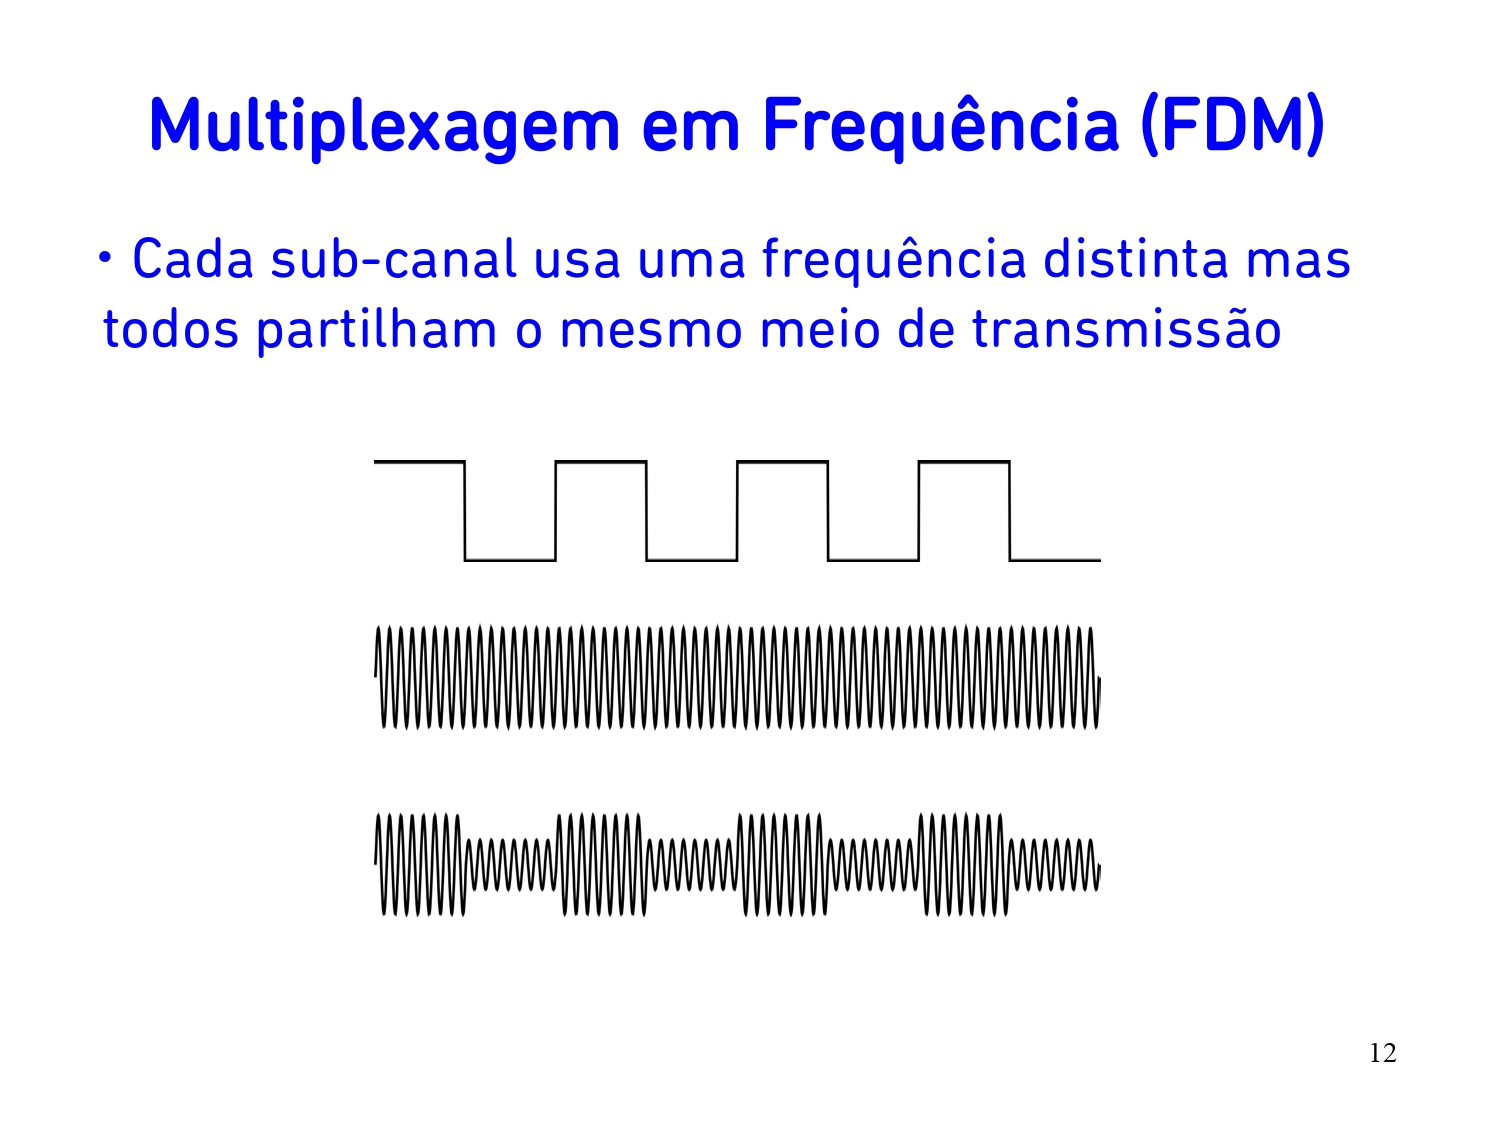 Multiplexagem em Frequência (FDM)
• Cada sub-canal usa uma frequência distinta mas
todos partilham o mesmo meio de transmissão
12